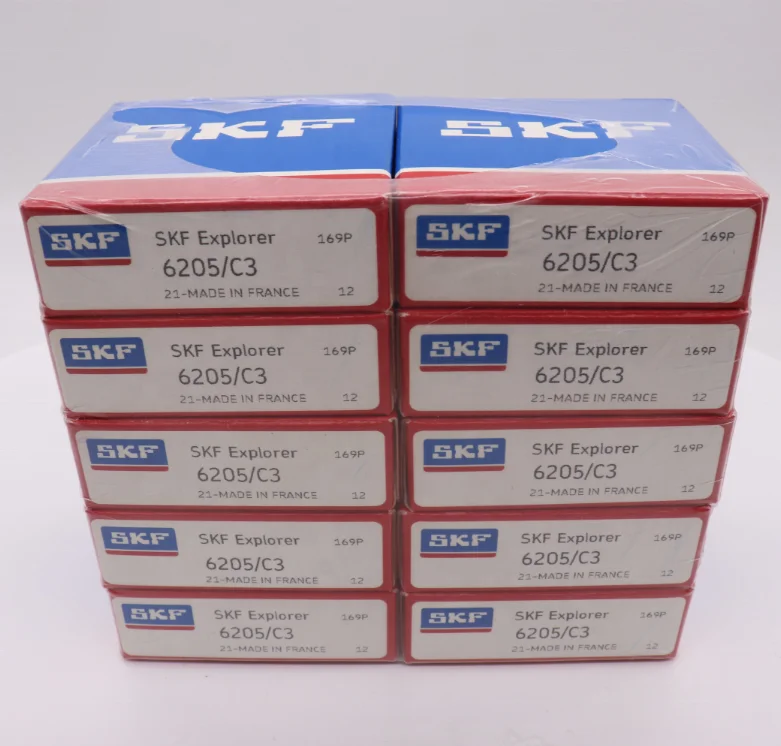 SKF SKF
SKF SKF Explorer 169P
6205/C3
21-MADE IN FRANCE 12
SKF SKF Explorer 169P
6205/C3
21-MADE IN FRANCE 12
SKF SKF Explorer 169P
6205/C3
21-MADE IN FRANCE 12
SKF SKF Explorer 169P
6205/C3
21-MADE IN FRANCE 12
SKF SKF Explorer 169P
6205/C3
21-MADE IN FRANCE 12
SKF SKF Explorer 169P
6205/C3
21-MADE IN FRANCE 12
SKF SKF Explorer 169P
6205/C3
21-MADE IN FRANCE 12
SKF SKF Explorer 169P
6205/C3
21-MADE IN FRANCE 12
SKF SKF Explorer 169P
6205/C3
21-MADE IN FRANCE 12
SKF SKF Explorer 169P
6205/C3
21-MADE IN FRANCE 12